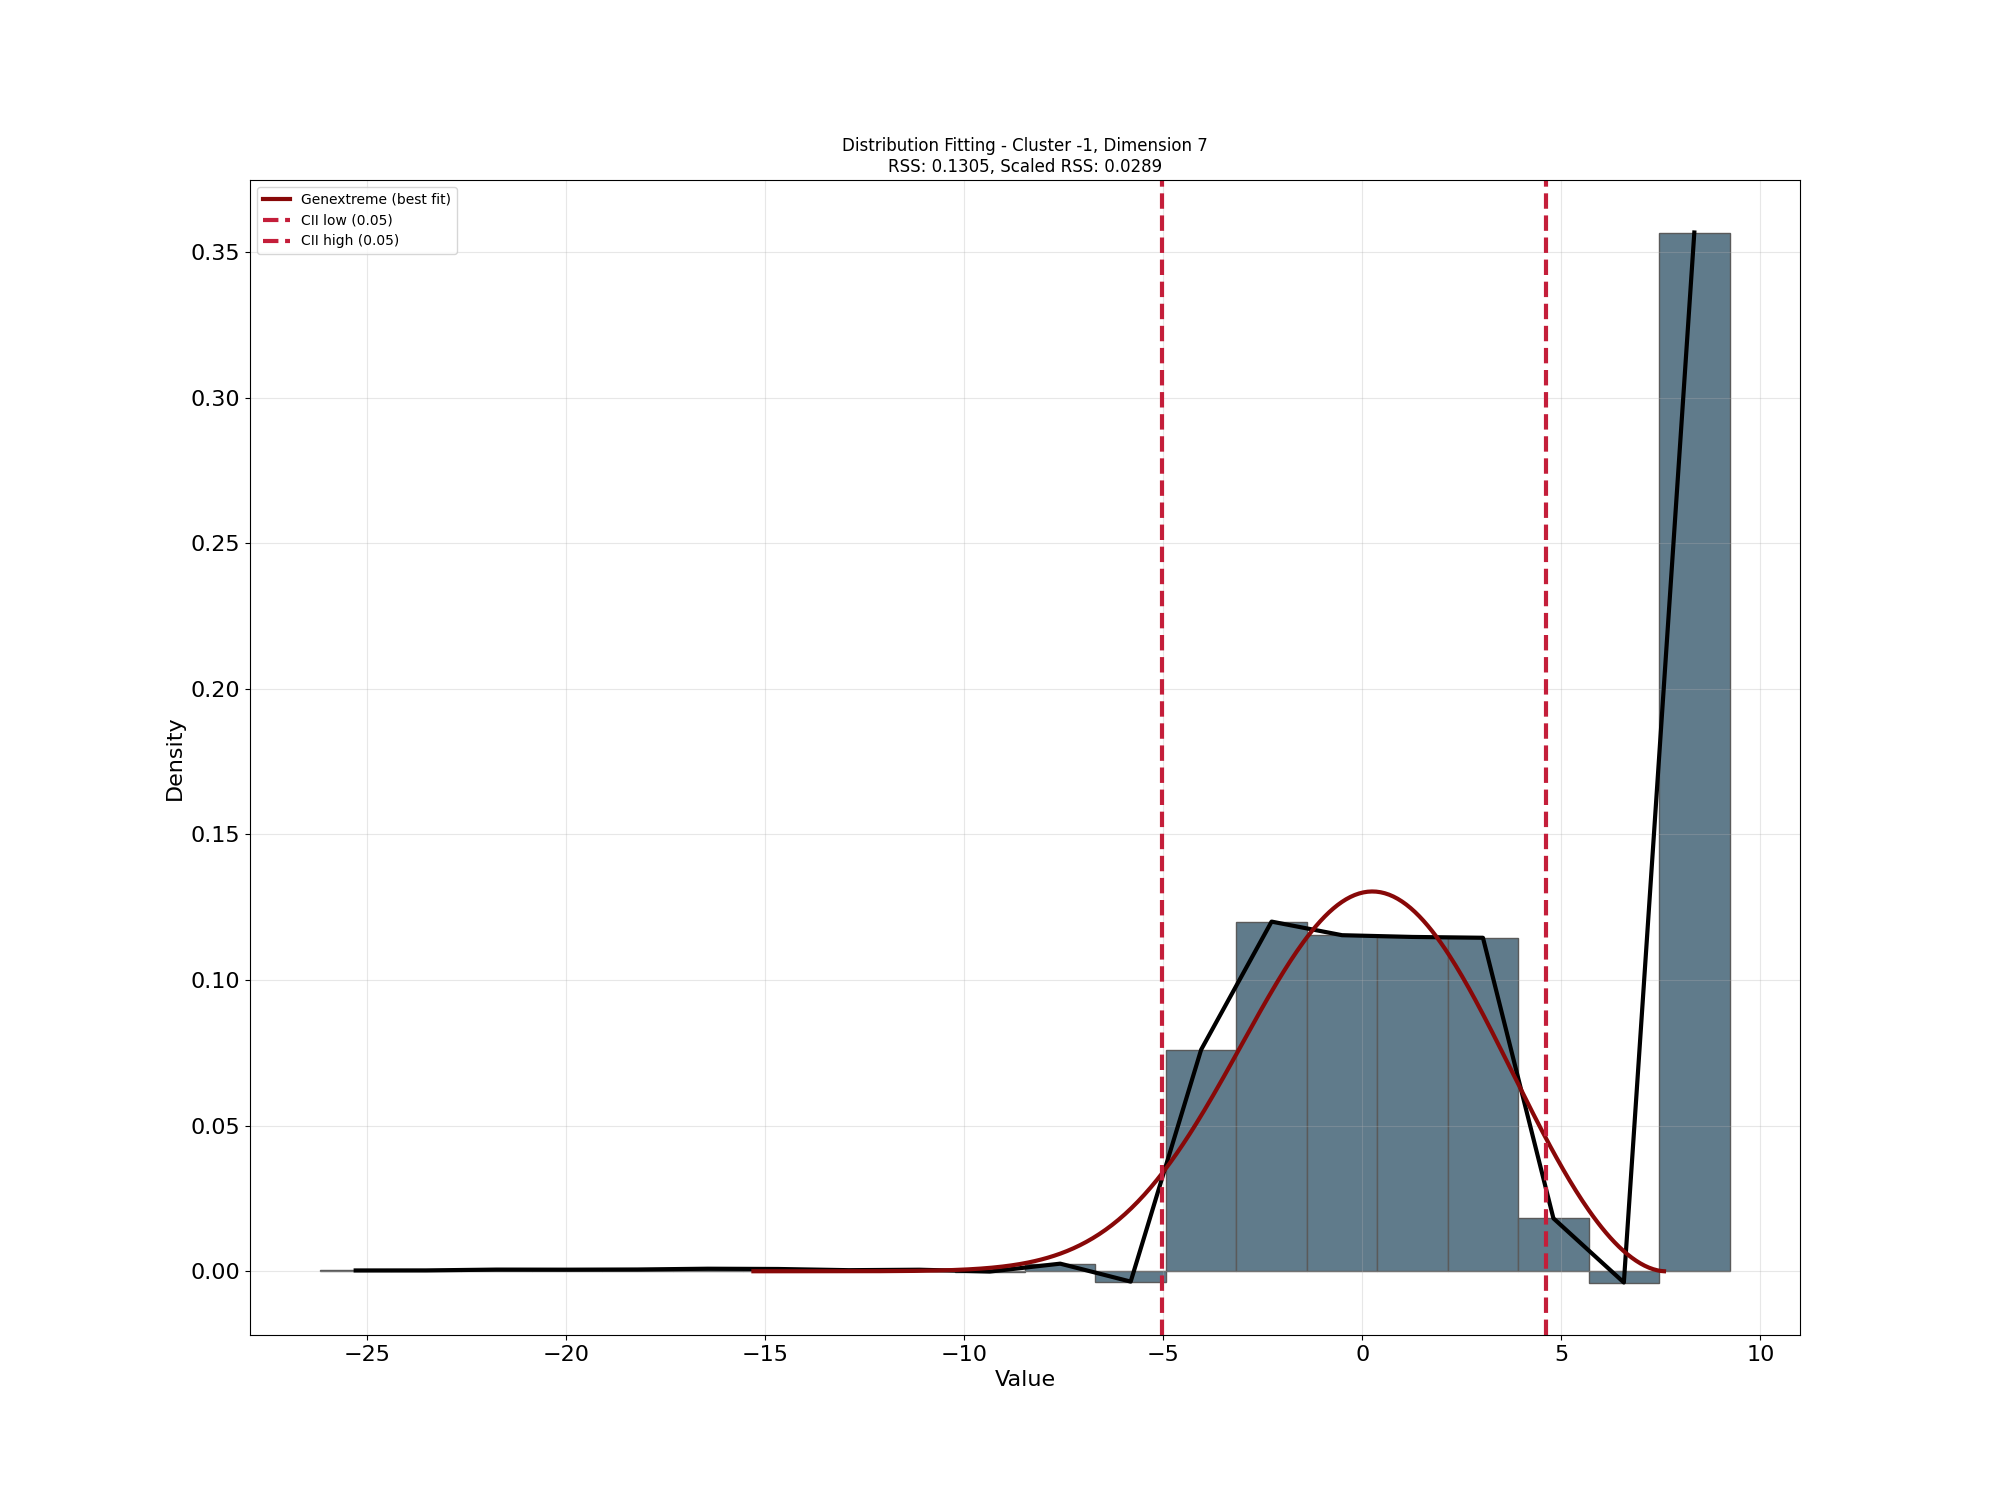 Distribution Fitting - Cluster -1, Dimension 7
RSS: 0.1305, Scaled RSS: 0.0289
Genextreme (best fit)
CII low (0.05)
CII high (0.05)
0.35
0.30
0.25
0.20
0.15
0.10
0.05
0.00
Density
−25
−20
−15
−10
−5
0
5
10
Value